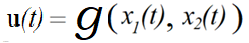 u(t) = g(x₁(t), x₂(t))